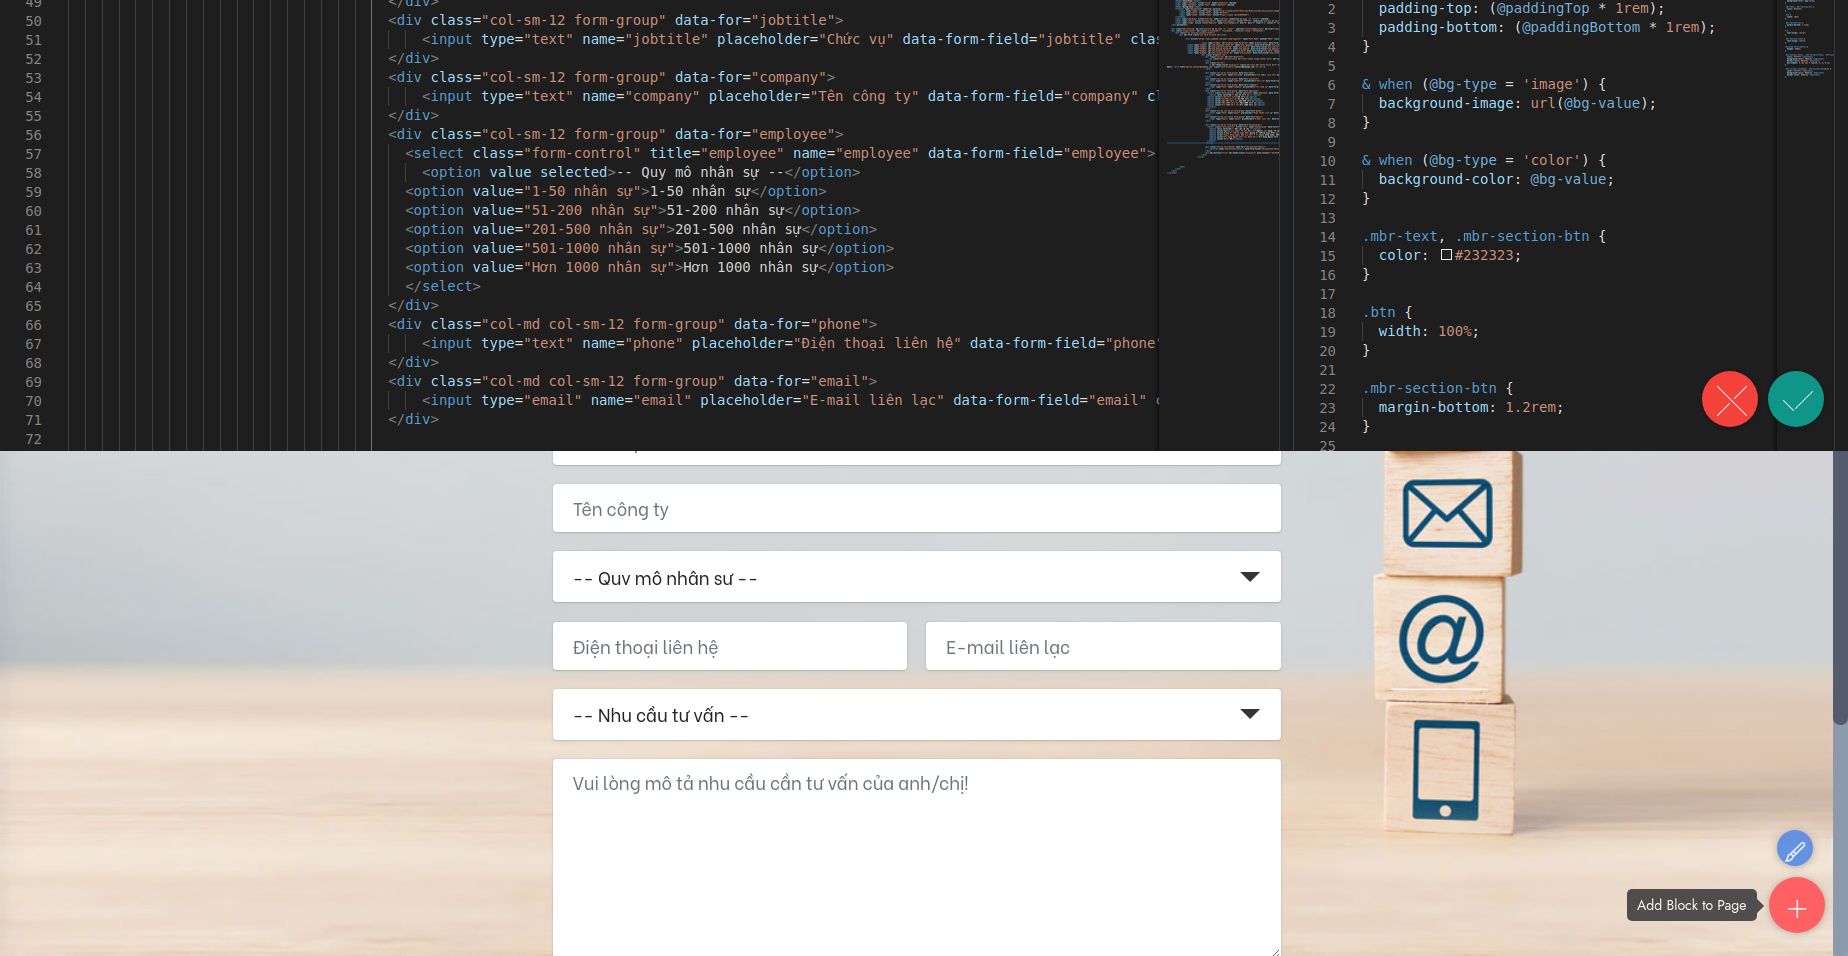 49 </div>
50 <div class="col-sm-12 form-group" data-for="jobtitle">
51 <input type="text" name="jobtitle" placeholder="Chức vụ" data-form-field="jobtitle" clas
52 </div>
53 <div class="col-sm-12 form-group" data-for="company">
54 <input type="text" name="company" placeholder="Tên công ty" data-form-field="company" cl
55 </div>
56 <div class="col-sm-12 form-group" data-for="employee">
57 <select class="form-control" title="employee" name="employee" data-form-field="employee">
58 <option value selected>-- Quy mô nhân sự --</option>
59 <option value="1-50 nhân sự">1-50 nhân sự</option>
60 <option value="51-200 nhân sự">51-200 nhân sự</option>
61 <option value="201-500 nhân sự">201-500 nhân sự</option>
62 <option value="501-1000 nhân sự">501-1000 nhân sự</option>
63 <option value="Hơn 1000 nhân sự">Hơn 1000 nhân sự</option>
64 </select>
65 </div>
66 <div class="col-md col-sm-12 form-group" data-for="phone">
67 <input type="text" name="phone" placeholder="Điện thoại liên hệ" data-form-field="phone"
68 </div>
69 <div class="col-md col-sm-12 form-group" data-for="email">
70 <input type="email" name="email" placeholder="E-mail liên lạc" data-form-field="email" c
71 </div>
72
2 padding-top: (@paddingTop * 1rem);
3 padding-bottom: (@paddingBottom * 1rem);
4 }
5
6 & when (@bg-type = 'image') {
7 background-image: url(@bg-value);
8 }
9
10 & when (@bg-type = 'color') {
11 background-color: @bg-value;
12 }
13
14 .mbr-text, .mbr-section-btn {
15 color: #232323;
16 }
17
18 .btn {
19 width: 100%;
20 }
21
22 .mbr-section-btn {
23 margin-bottom: 1.2rem;
24 }
25
Tên công ty
-- Quy mô nhân sự --
Điện thoại liên hệ
E-mail liên lạc
-- Nhu cầu tư vấn --
Vui lòng mô tả nhu cầu cần tư vấn của anh/chị!
@
Add Block to Page